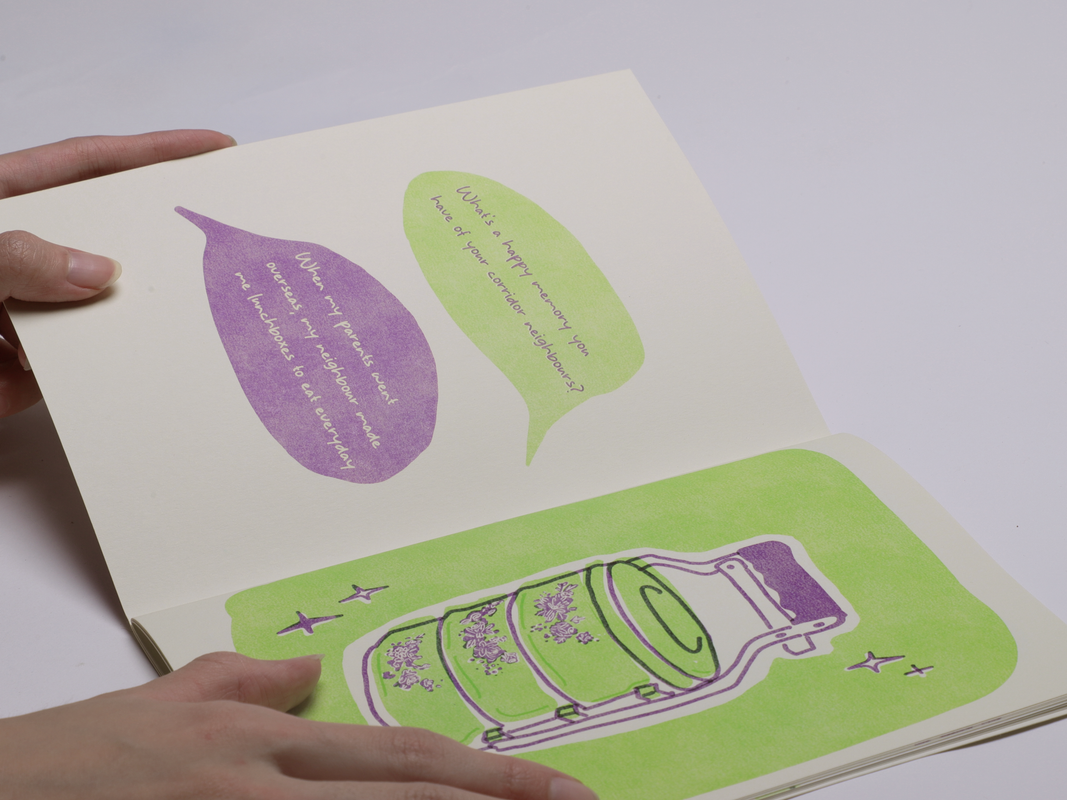 What's a happy memory you
have of your corridor neighbours?
When my parents went
overseas, my neighbour made
me lunchboxes to eat everyday